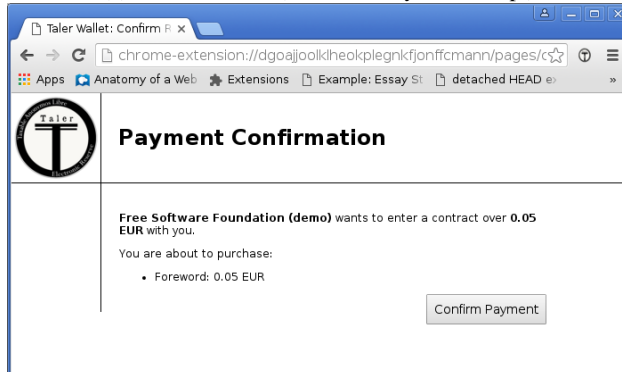 Taler Wallet: Confirm R
chrome-extension://dgoajjoolklheokplegnkfjonffcmann/pages/c
Apps Anatomy of a Web Extensions Example: Essay St detached HEAD e »
Taler
Payment Confirmation
Free Software Foundation (demo) wants to enter a contract over 0.05
EUR with you.
You are about to purchase:
• Foreword: 0.05 EUR
Confirm Payment